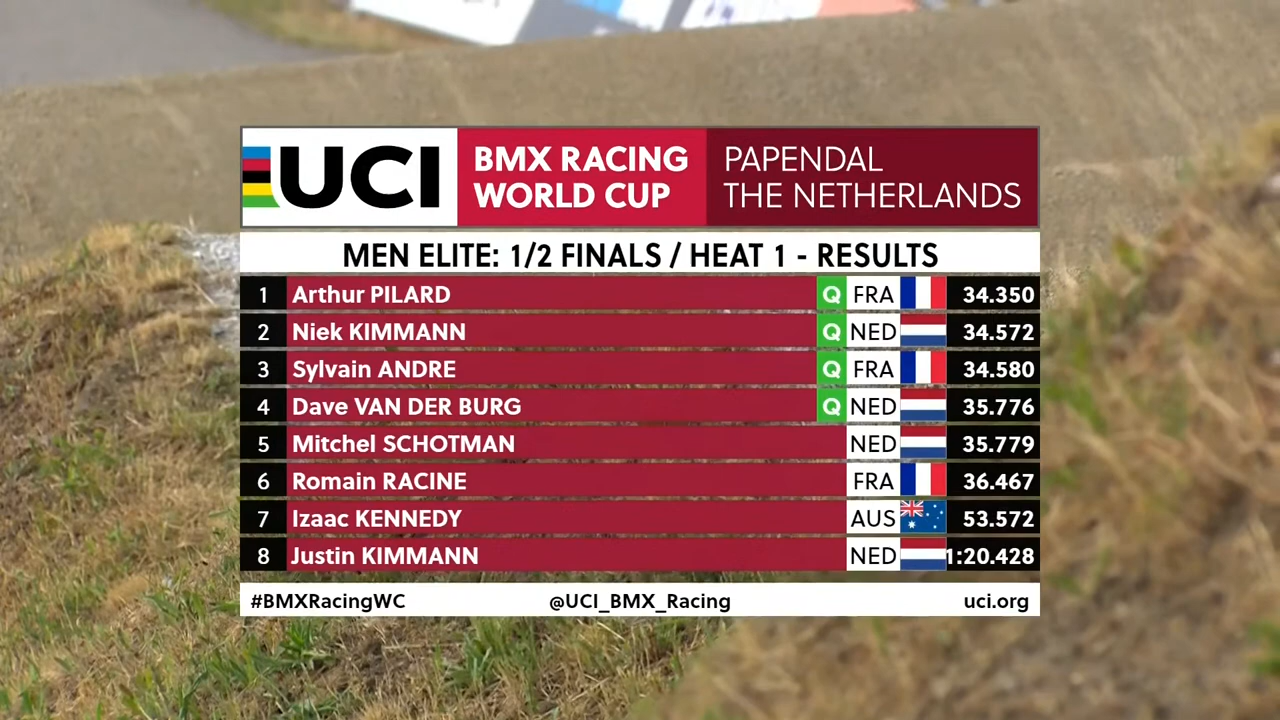 UCI
BMX RACING
WORLD CUP
PAPENDAL
THE NETHERLANDS
MEN ELITE: 1/2 FINALS / HEAT 1 - RESULTS
1 Arthur PILARD Q FRA 34.350
2 Niek KIMMANN Q NED 34.572
3 Sylvain ANDRE Q FRA 34.580
4 Dave VAN DER BURG Q NED 35.776
5 Mitchel SCHOTMAN NED 35.779
6 Romain RACINE FRA 36.467
7 Izaac KENNEDY AUS 53.572
8 Justin KIMMANN NED 1:20.428
#BMXRacingWC @UCI_BMX_Racing uci.org